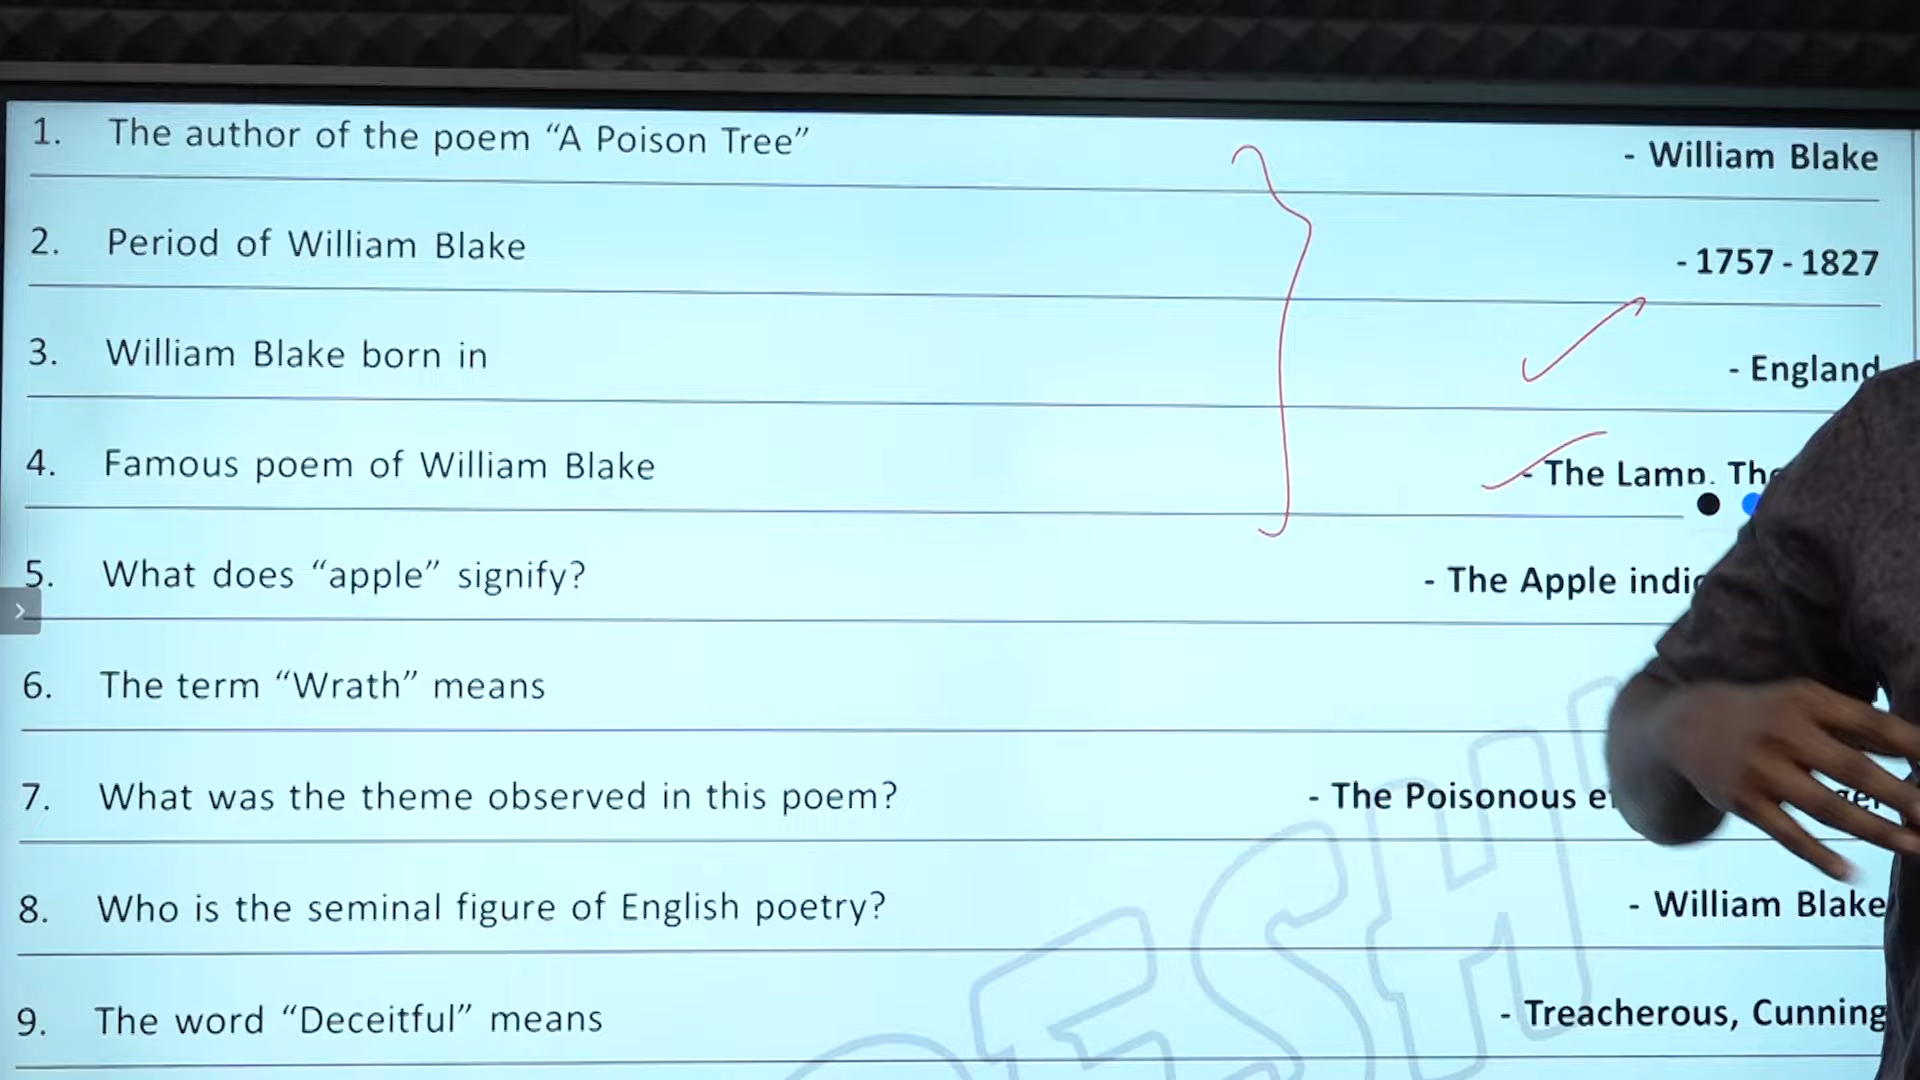 1. The author of the poem “A Poison Tree” - William Blake
2. Period of William Blake - 1757 - 1827
3. William Blake born in - England
4. Famous poem of William Blake - The Lamp. The
5. What does “apple” signify? - The Apple
6. The term “Wrath” means
7. What was the theme observed in this poem? - The Poisonous
8. Who is the seminal figure of English poetry? - William Blake
9. The word “Deceitful” means - Treacherous, Cunning